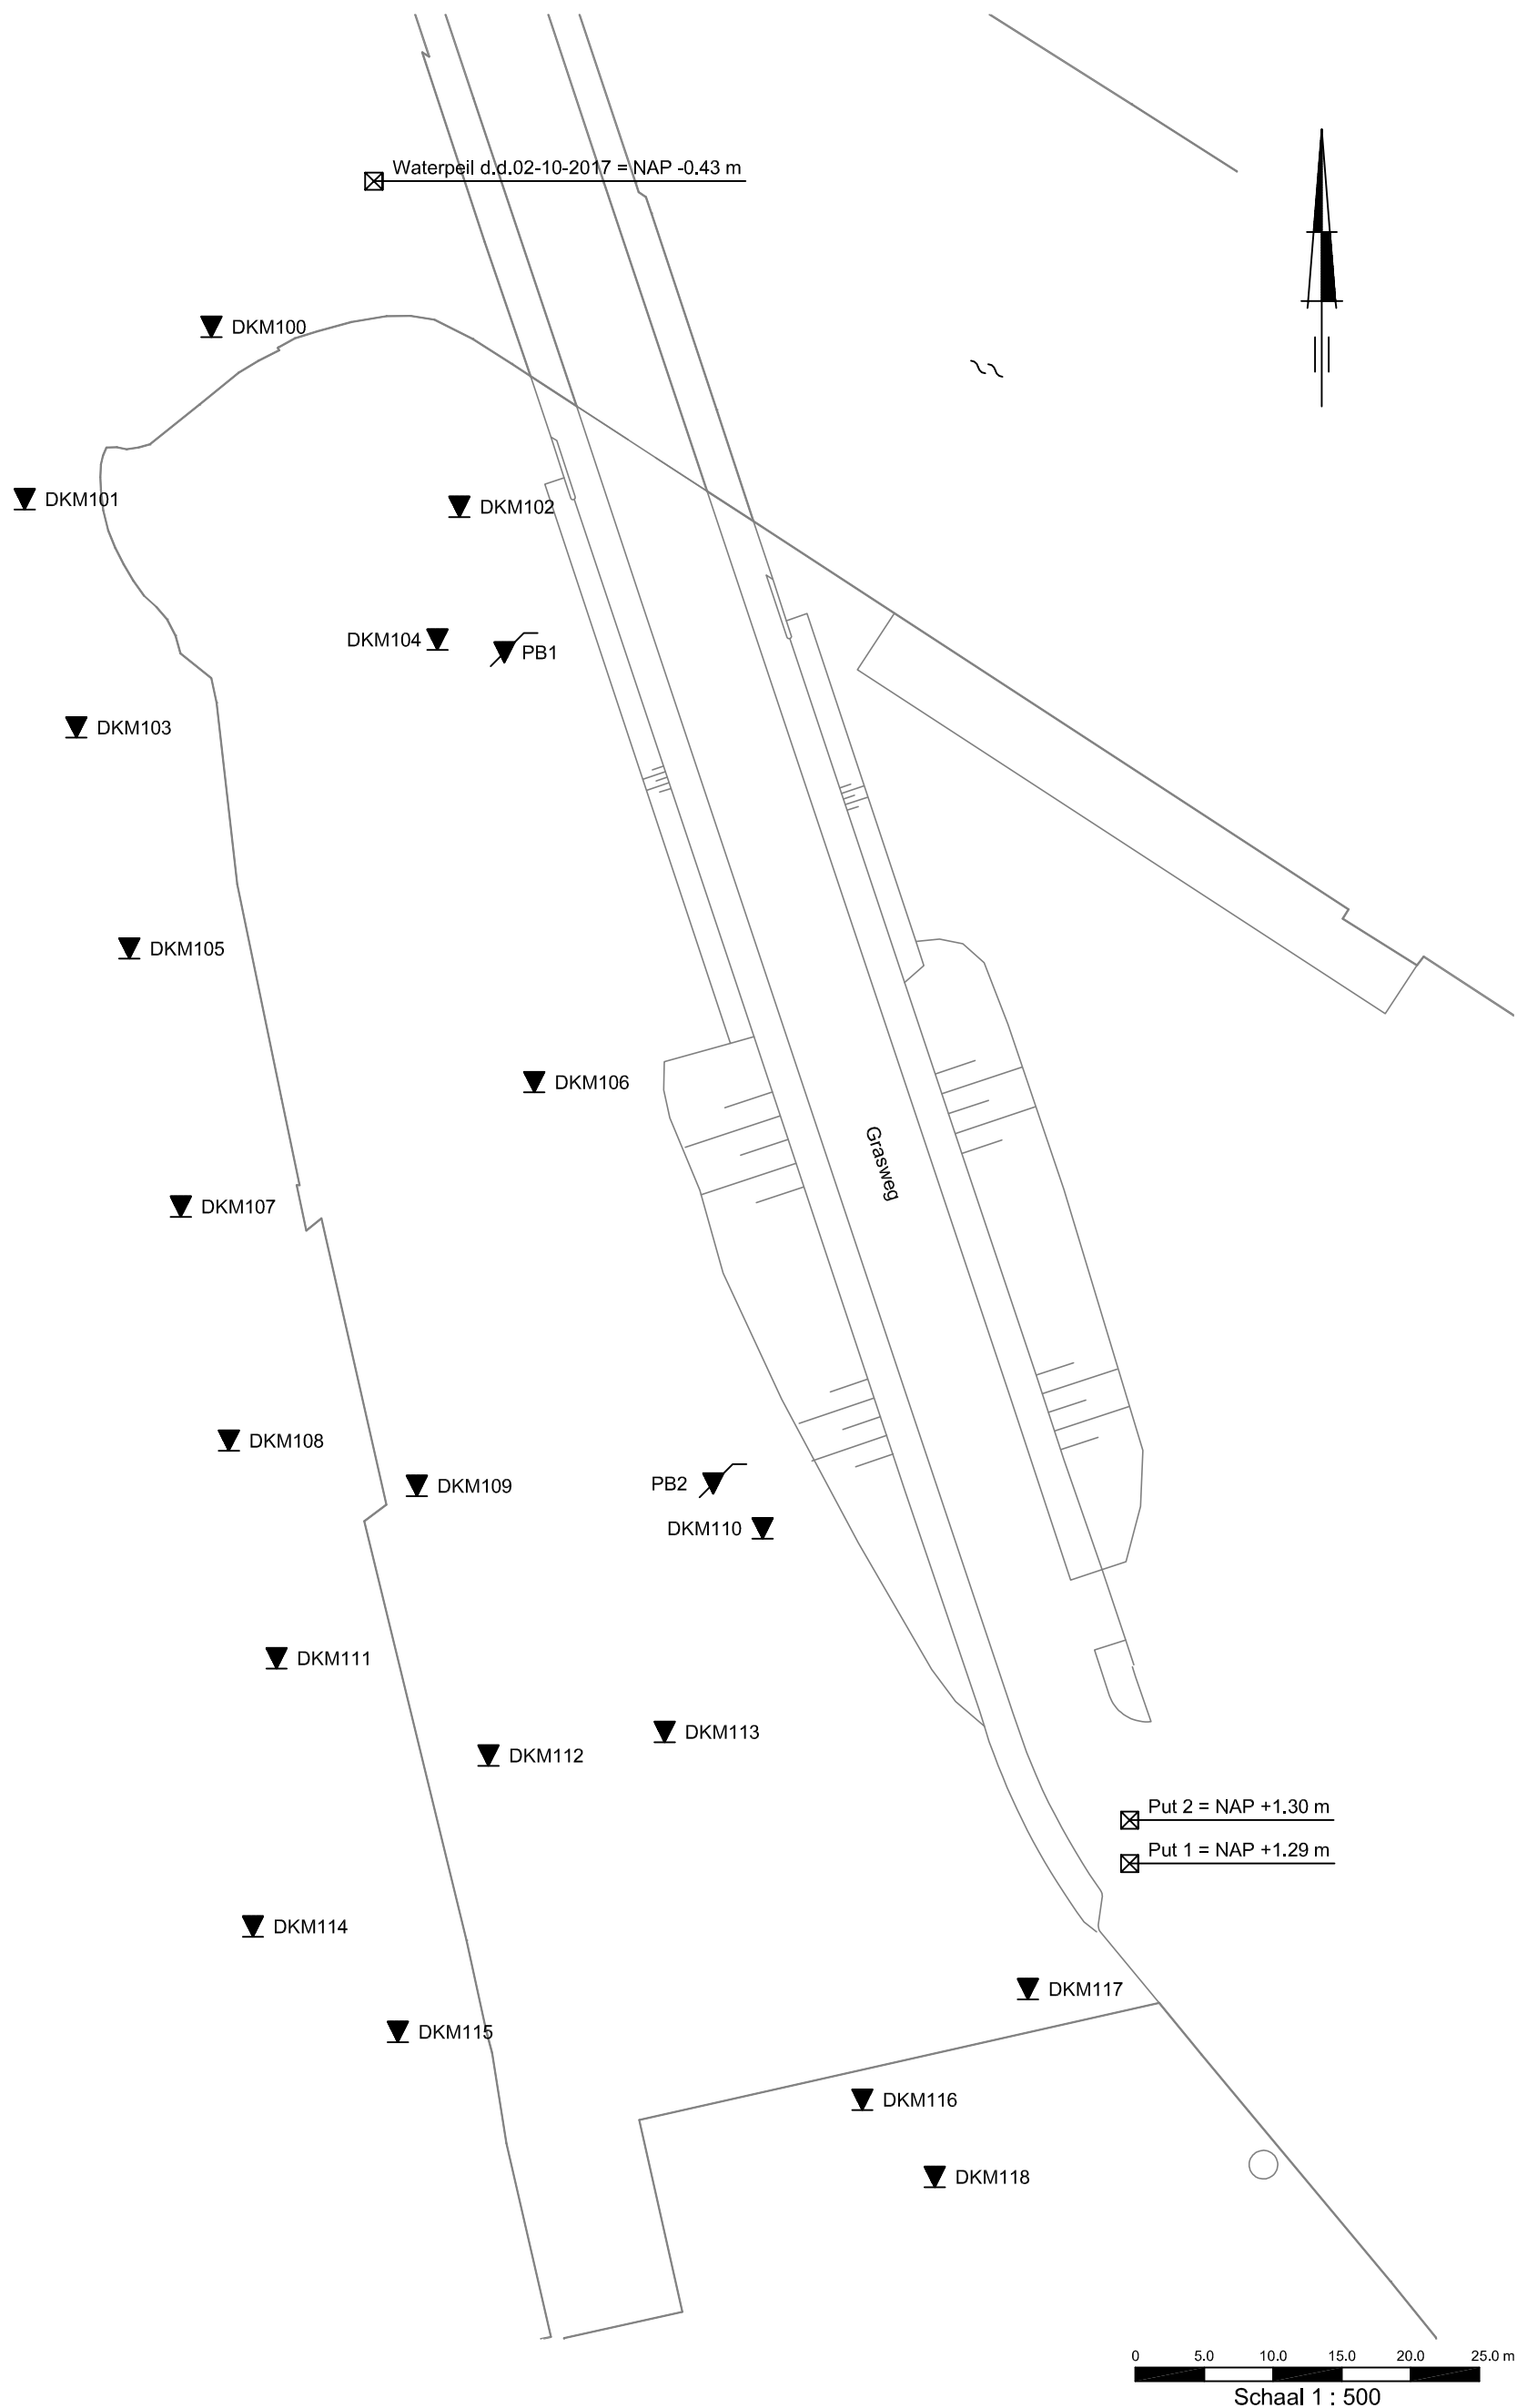 Waterpeil d.d.02-10-2017 = NAP -0.43 m
DKM100
DKM101
DKM102
DKM104
PB1
DKM103
DKM105
DKM106
Grasweg
DKM107
DKM108
DKM109
PB2
DKM110
DKM111
DKM113
DKM112
Put 2 = NAP +1.30 m
Put 1 = NAP +1.29 m
DKM114
DKM117
DKM115
DKM116
DKM118
0 5.0 10.0 15.0 20.0 25.0 m
Schaal 1 : 500